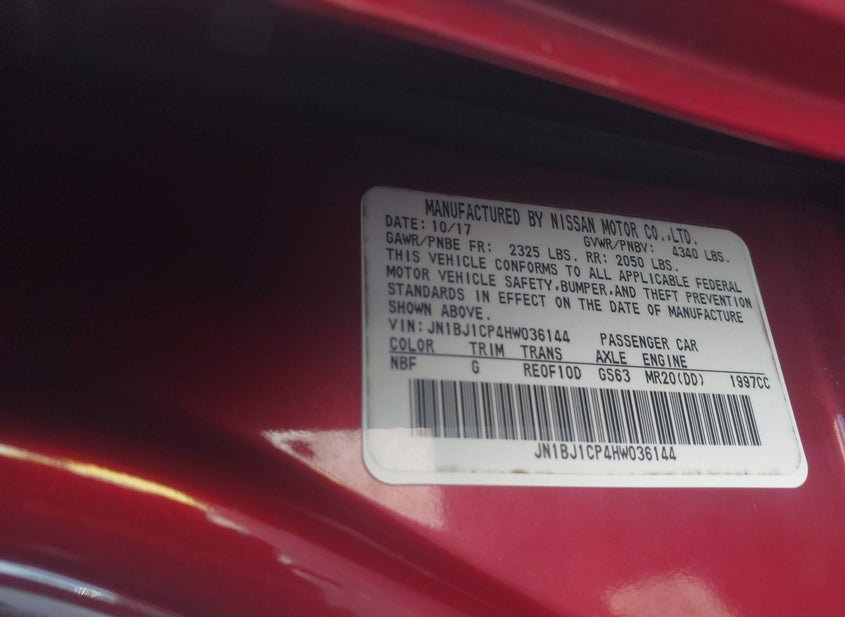 MANUFACTURED BY NISSAN MOTOR CO.,LTD.
DATE: 10/17 GVWR/PNBV: 4340 LBS.
GAWR/PNBE FR: 2325 LBS. RR: 2050 LBS.
THIS VEHICLE CONFORMS TO ALL APPLICABLE FEDERAL
MOTOR VEHICLE SAFETY,BUMPER,AND THEFT PREVENTION
STANDARDS IN EFFECT ON THE DATE OF MANUFACTURE
SHOWN ABOVE.
VIN: JN1BJ1CP4HW036144 PASSENGER CAR
COLOR TRIM TRANS AXLE ENGINE
NBF G RE0F10D GS63 MR20(DD) 1997CC
JN1BJ1CP4HW036144